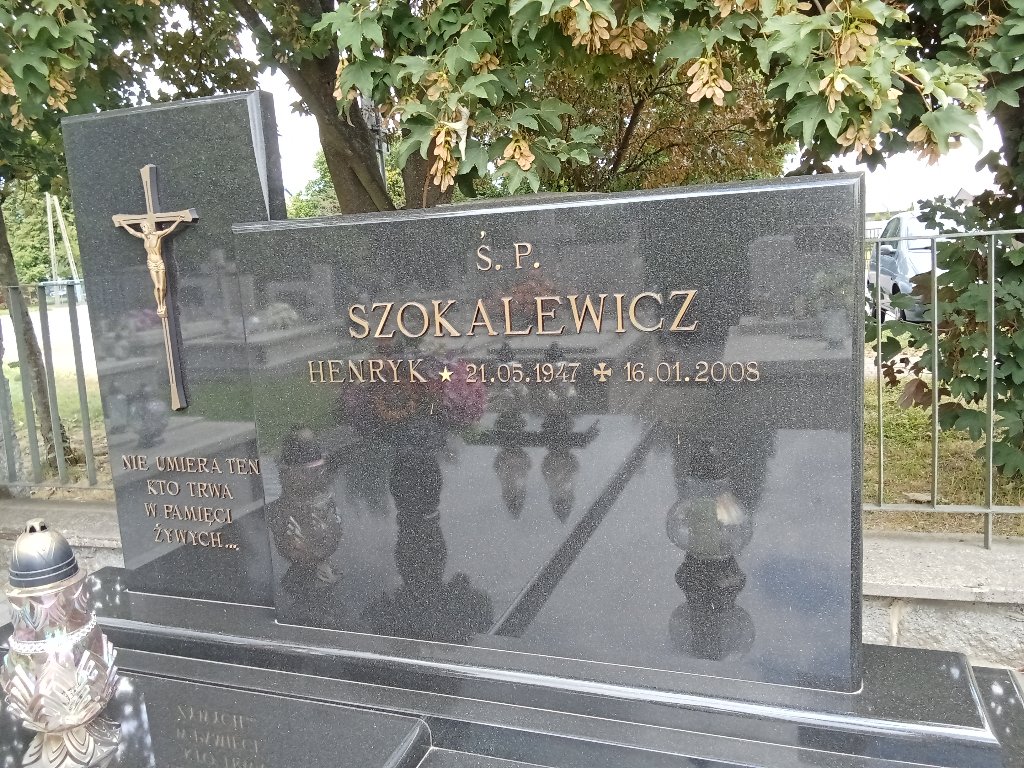 Ś. P.
SZOKALEWICZ
HENRYK ★ 21.05.1947 ✠ 16.01.2008
NIE UMIERA TEN
KTO TRWA
W PAMIĘCI
ŻYWYCH...